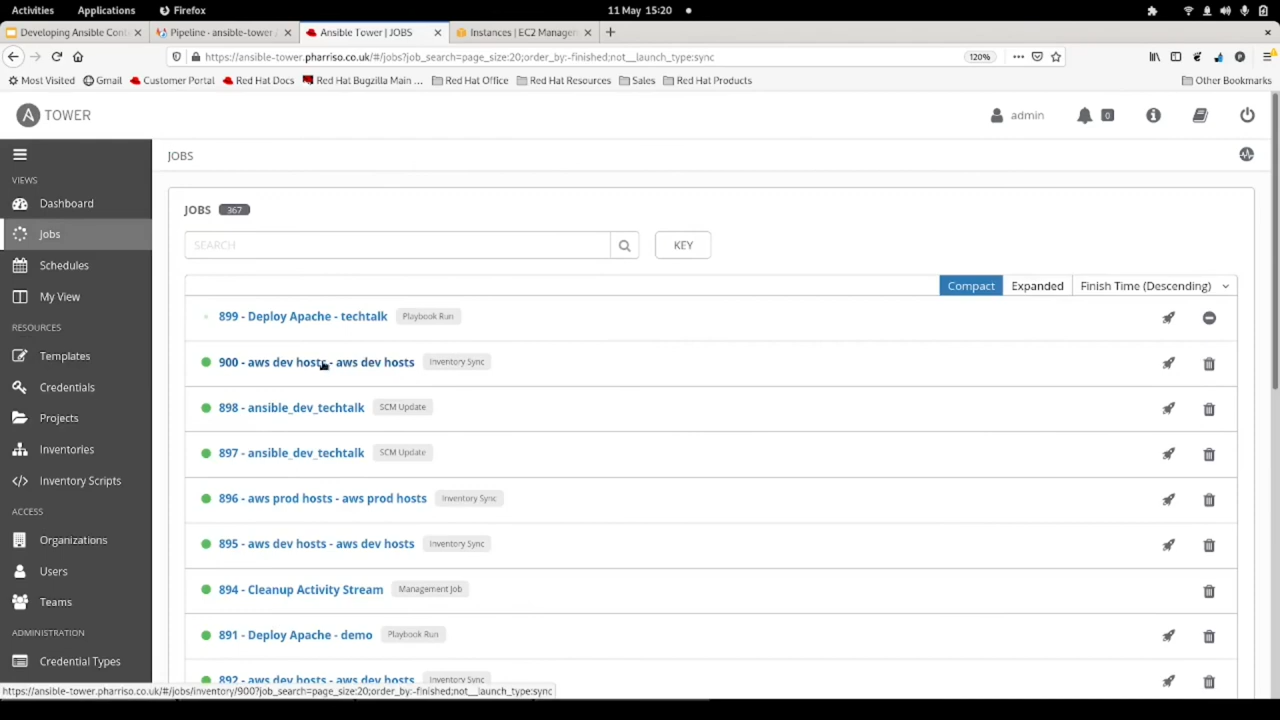 Activities Applications Firefox 11 May 15:20
Developing Ansible Con Pipeline · ansible-tower Ansible Tower | JOBS Instances | EC2 Manager
https://ansible-tower.pharriso.co.uk/#/jobs?job_search=page_size:20;order_by:-finished;not__launch_type:sync 120%
Most Visited Gmail Customer Portal Red Hat Docs Red Hat Bugzilla Main ... Red Hat Office Red Hat Resources Sales Red Hat Products Other Bookmarks
A TOWER admin 0
VIEWS
Dashboard
Jobs
Schedules
My View
RESOURCES
Templates
Credentials
Projects
Inventories
Inventory Scripts
ACCESS
Organizations
Users
Teams
ADMINISTRATION
Credential Types
JOBS
JOBS 367
SEARCH KEY
Compact Expanded Finish Time (Descending)
899 - Deploy Apache - techtalk Playbook Run
900 - aws dev hosts - aws dev hosts Inventory Sync
898 - ansible_dev_techtalk SCM Update
897 - ansible_dev_techtalk SCM Update
896 - aws prod hosts - aws prod hosts Inventory Sync
895 - aws dev hosts - aws dev hosts Inventory Sync
894 - Cleanup Activity Stream Management Job
891 - Deploy Apache - demo Playbook Run
892 - aws dev hosts - aws dev hosts Inventory Sync
https://ansible-tower.pharriso.co.uk/#/jobs/inventory/900?job_search=page_size:20;order_by:-finished;not__launch_type:sync